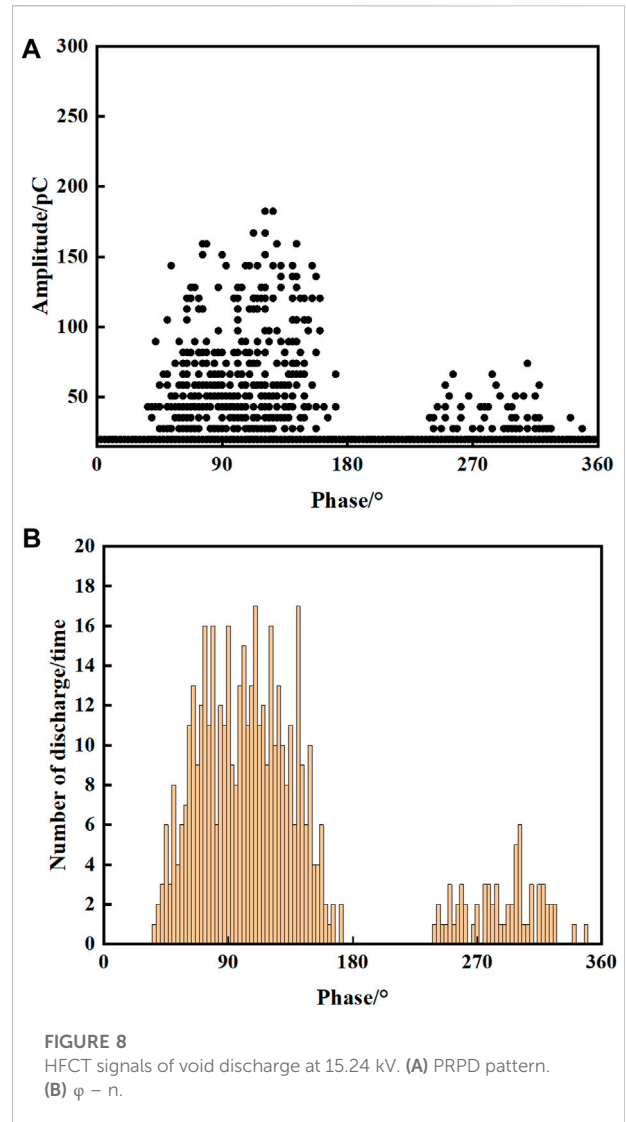 A
300
250
200
150
100
50
Amplitude/pC
0 90 180 270 360
Phase/°
B
20
18
16
14
12
10
8
6
4
2
0
Number of discharge/time
0 90 180 270 360
Phase/°
FIGURE 8
HFCT signals of void discharge at 15.24 kV. (A) PRPD pattern.
(B) φ – n.